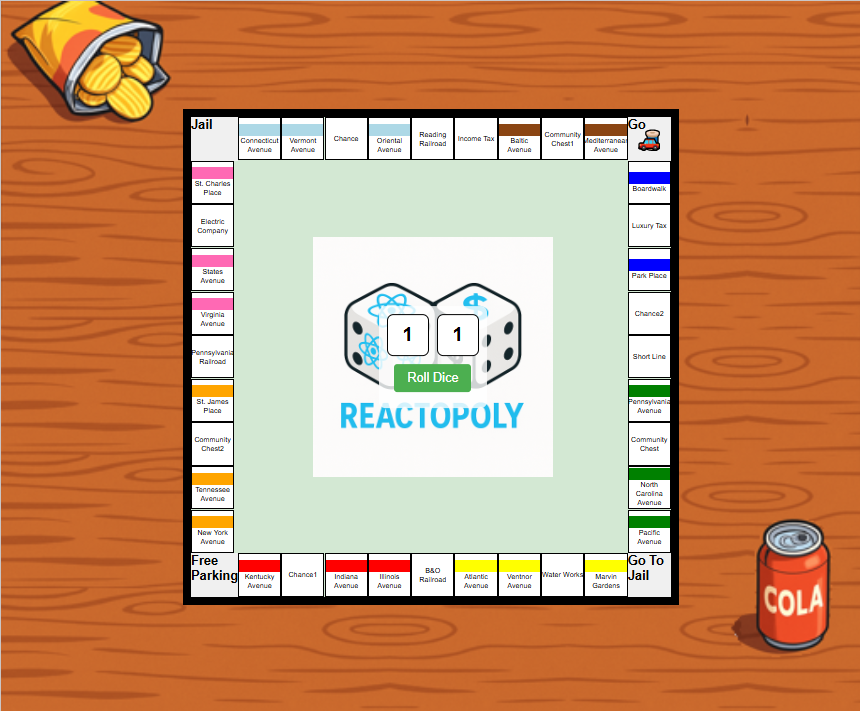 Jail
Connecticut
Avenue
Vermont
Avenue
Chance
Oriental
Avenue
Reading
Railroad
Income Tax
Baltic
Avenue
Community
Chest1
Mediterranean
Avenue
Go
St. Charles
Place
Boardwalk
Electric
Company
Luxury Tax
States
Avenue
Park Place
Virginia
Avenue
Chance2
Pennsylvania
Railroad
Short Line
St. James
Place
Pennsylvania
Avenue
Community
Chest2
Community
Chest
Tennessee
Avenue
North
Carolina
Avenue
New York
Avenue
Pacific
Avenue
1 1
Roll Dice
REACTOPOLY
Free
Parking
Kentucky
Avenue
Chance1
Indiana
Avenue
Illinois
Avenue
B&O
Railroad
Atlantic
Avenue
Ventnor
Avenue
Water Works
Marvin
Gardens
Go To
Jail
COLA